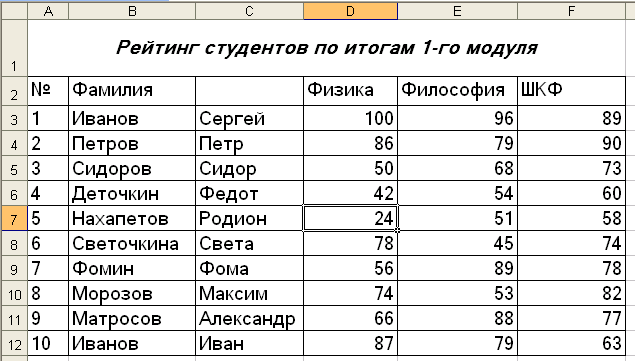 A B C D E F
1 Рейтинг студентов по итогам 1-го модуля
2 № Фамилия Физика Философия ШКФ
3 1 Иванов Сергей 100 96 89
4 2 Петров Петр 86 79 90
5 3 Сидоров Сидор 50 68 73
6 4 Деточкин Федот 42 54 60
7 5 Нахапетов Родион 24 51 58
8 6 Светочкина Света 78 45 74
9 7 Фомин Фома 56 89 78
10 8 Морозов Максим 74 53 82
11 9 Матросов Александр 66 88 77
12 10 Иванов Иван 87 79 63